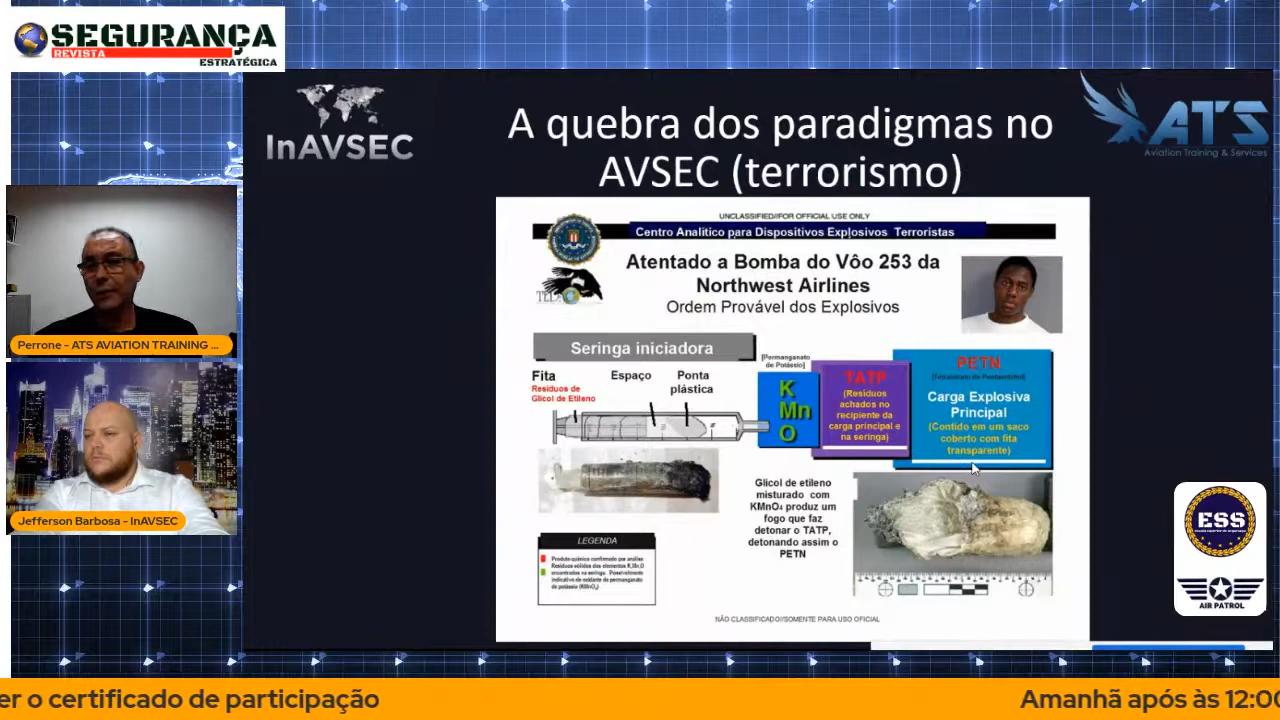 SEGURANÇA
REVISTA
ESTRATÉGICA
InAVSEC
A quebra dos paradigmas no
AVSEC (terrorismo)
ATS
Aviation Training & Services
UNCLASSIFIED//FOR OFFICIAL USE ONLY
Centro Analítico para Dispositivos Explosivos Terroristas
Atentado a Bomba do Vôo 253 da
Northwest Airlines
Ordem Provável dos Explosivos
Seringa iniciadora
Fita
Resíduos de
Glicol de Etileno
Espaço
Ponta
plástica
[Permanganato
de Potássio]
K
Mn
O
TATP
(Resíduos
achados no
recipiente da
carga principal e
na seringa)
PETN
Carga Explosiva
Principal
(Contido em um saco
coberto com fita
transparente)
Glicol de etileno
misturado com
KMnO4 produz um
fogo que faz
detonar o TATP,
detonando assim o
PETN
LEGENDA
Produto químico confirmado por análise
NÃO CLASSIFICADO//SOMENTE PARA USO OFICIAL
Perrone - ATS AVIATION TRAINING ...
Jefferson Barbosa - InAVSEC
ESS
AIR PATROL
er o certificado de participação
Amanhã após às 12:00